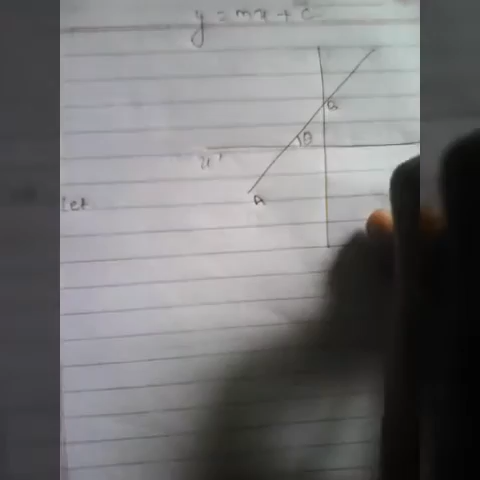 y = mx + c
θ
x'
A
Let